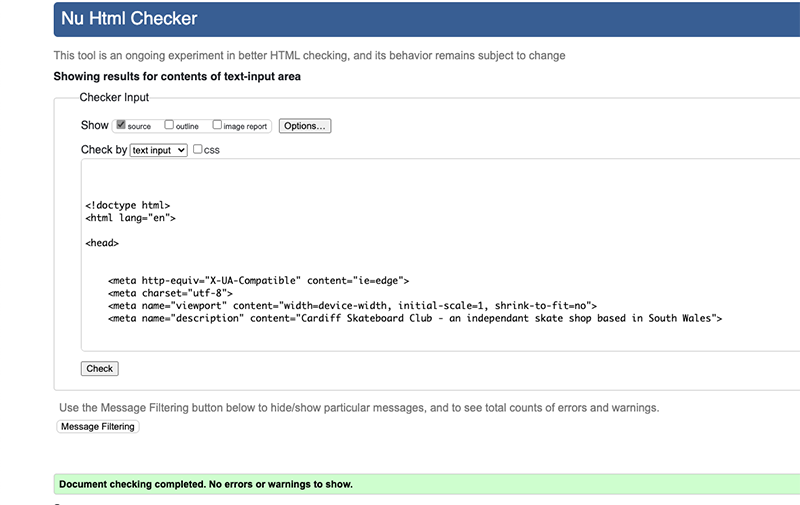 Nu Html Checker
This tool is an ongoing experiment in better HTML checking, and its behavior remains subject to change
Showing results for contents of text-input area
Checker Input
Show source outline image report Options...
Check by text input css
<!doctype html>
<html lang="en">
<head>
<meta http-equiv="X-UA-Compatible" content="ie=edge">
<meta charset="utf-8">
<meta name="viewport" content="width=device-width, initial-scale=1, shrink-to-fit=no">
<meta name="description" content="Cardiff Skateboard Club - an independant skate shop based in South Wales">
Check
Use the Message Filtering button below to hide/show particular messages, and to see total counts of errors and warnings.
Message Filtering
Document checking completed. No errors or warnings to show.